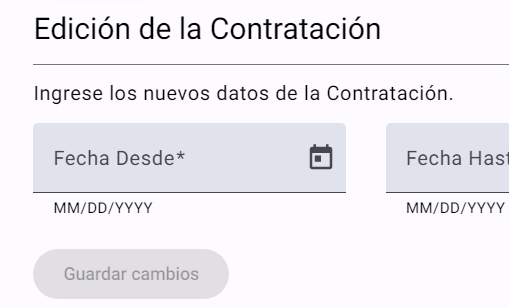 Edición de la Contratación
Ingrese los nuevos datos de la Contratación.
Fecha Desde*
Fecha
MM/DD/YYYY
MM/DD/YYYY
Guardar cambios